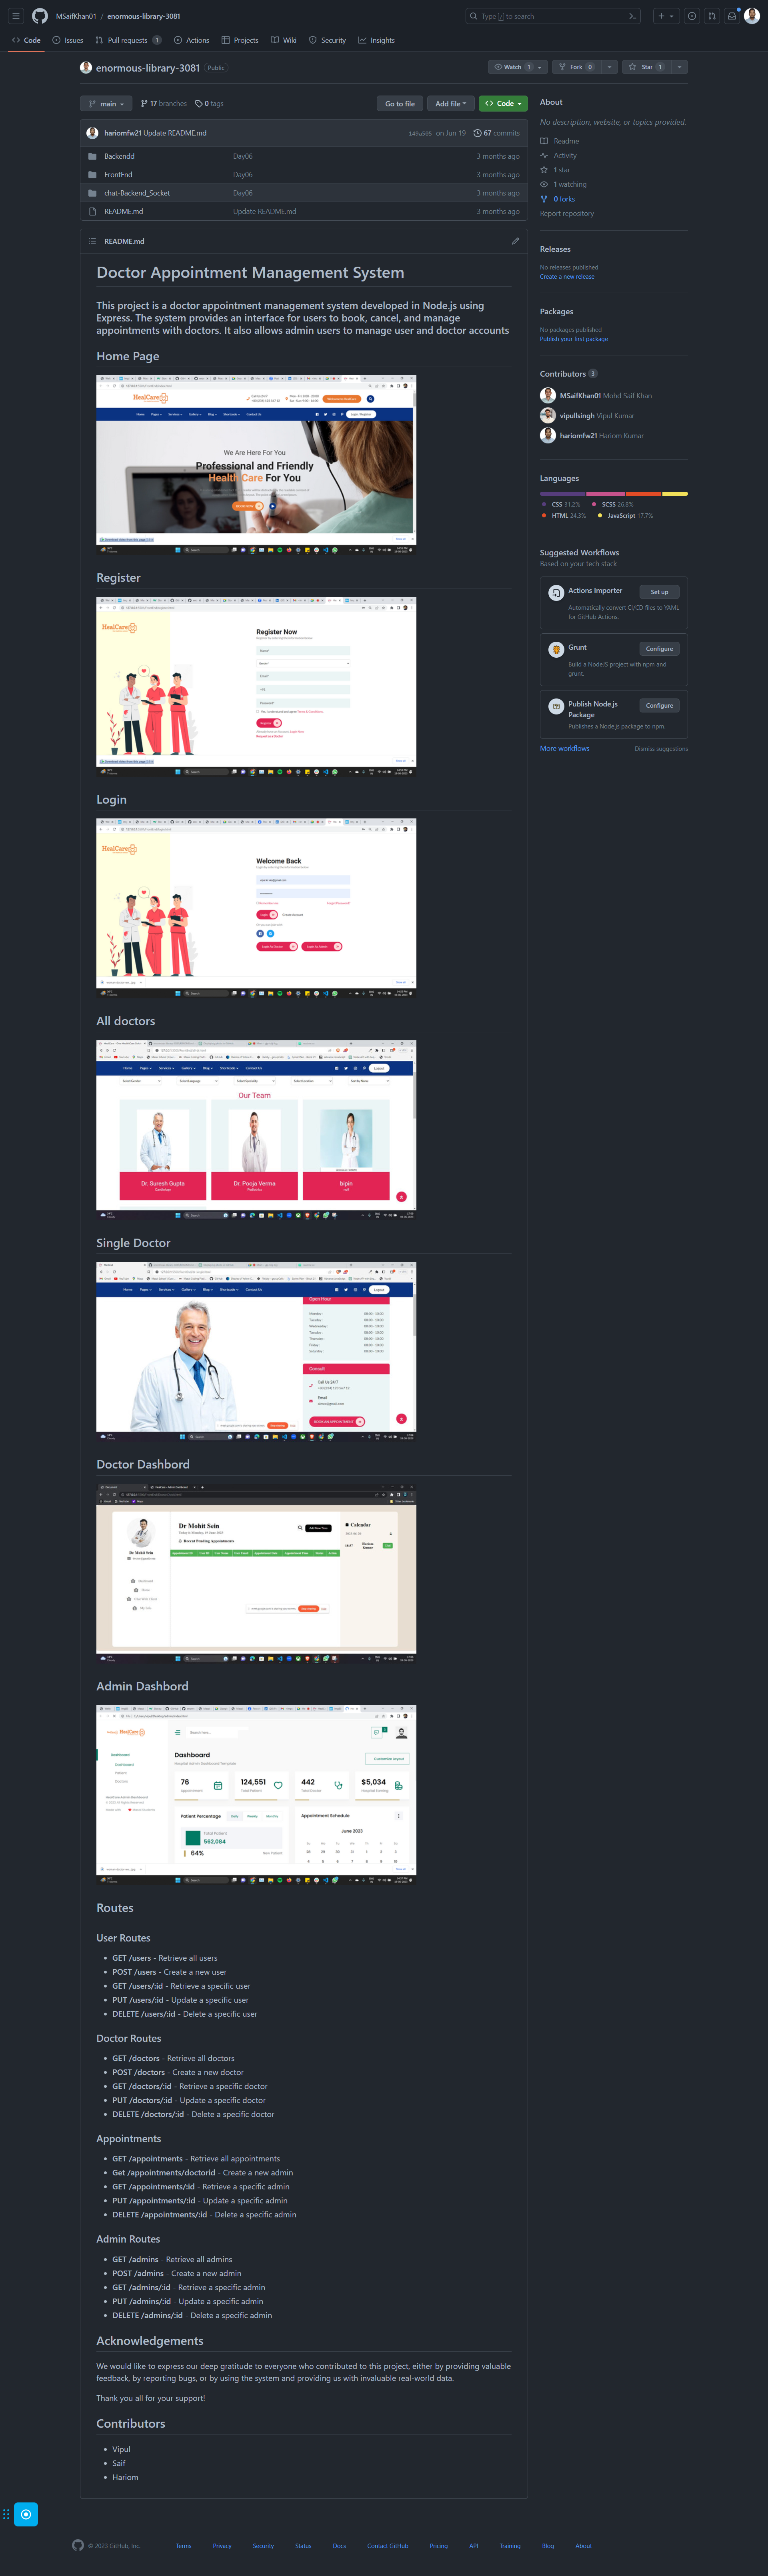 MSaifKhan01 / enormous-library-3081
Type / to search
Code
Issues
Pull requests 1
Actions
Projects
Wiki
Security
Insights
enormous-library-3081 Public
Watch 1
Fork 0
Star 1
main
17 branches
0 tags
Go to file
Add file
Code
hariomfw21 Update README.md
on Jun 19
67 commits
Backendd Day06 3 months ago
FrontEnd Day06 3 months ago
chat-Backend_Socket Day06 3 months ago
README.md Update README.md 3 months ago
README.md
Doctor Appointment Management System
This project is a doctor appointment management system developed in Node.js using
Express. The system provides an interface for users to book, cancel, and manage
appointments with doctors. It also allows admin users to manage user and doctor accounts
Home Page
HealCare
We Are Here For You
Professional and Friendly
HealthCare For You
Register
HealCare
Register Now
Login
HealCare
Welcome Back
All doctors
Our Team
Dr. Suresh Gupta
Dr. Pooja Verma
bipin
Single Doctor
Open Hour
Consult
Call Us 24/7
Email
Doctor Dashbord
Dr Mohit Sein
Recent Pending Appointments
Calendar
Admin Dashbord
HealCare
Dashboard
76
124,551
442
$5,034
Patient Percentage
Appointment Schedule
June 2023
562,084
64%
Routes
User Routes
GET /users - Retrieve all users
POST /users - Create a new user
GET /users/:id - Retrieve a specific user
PUT /users/:id - Update a specific user
DELETE /users/:id - Delete a specific user
Doctor Routes
GET /doctors - Retrieve all doctors
POST /doctors - Create a new doctor
GET /doctors/:id - Retrieve a specific doctor
PUT /doctors/:id - Update a specific doctor
DELETE /doctors/:id - Delete a specific doctor
Appointments
GET /appointments - Retrieve all appointments
Get /appointments/doctorid - Create a new admin
GET /appointments/:id - Retrieve a specific admin
PUT /appointments/:id - Update a specific admin
DELETE /appointments/:id - Delete a specific admin
Admin Routes
GET /admins - Retrieve all admins
POST /admins - Create a new admin
GET /admins/:id - Retrieve a specific admin
PUT /admins/:id - Update a specific admin
DELETE /admins/:id - Delete a specific admin
Acknowledgements
We would like to express our deep gratitude to everyone who contributed to this project, either by providing valuable
feedback, by reporting bugs, or by using the system and providing us with invaluable real-world data.
Thank you all for your support!
Contributors
Vipul
Saif
Hariom
About
No description, website, or topics provided.
Readme
Activity
1 star
1 watching
0 forks
Report repository
Releases
No releases published
Create a new release
Packages
No packages published
Publish your first package
Contributors 3
MSaifKhan01 Mohd Saif Khan
vipullsingh Vipul Kumar
hariomfw21 Hariom Kumar
Languages
CSS 31.2%
SCSS 26.8%
HTML 24.3%
JavaScript 17.7%
Suggested Workflows
Based on your tech stack
Actions Importer
Set up
Automatically convert CI/CD files to YAML
for GitHub Actions.
Grunt
Configure
Build a NodeJS project with npm and
grunt.
Publish Node.js
Package
Configure
Publishes a Node.js package to npm.
More workflows
Dismiss suggestions
© 2023 GitHub, Inc.
Terms
Privacy
Security
Status
Docs
Contact GitHub
Pricing
API
Training
Blog
About